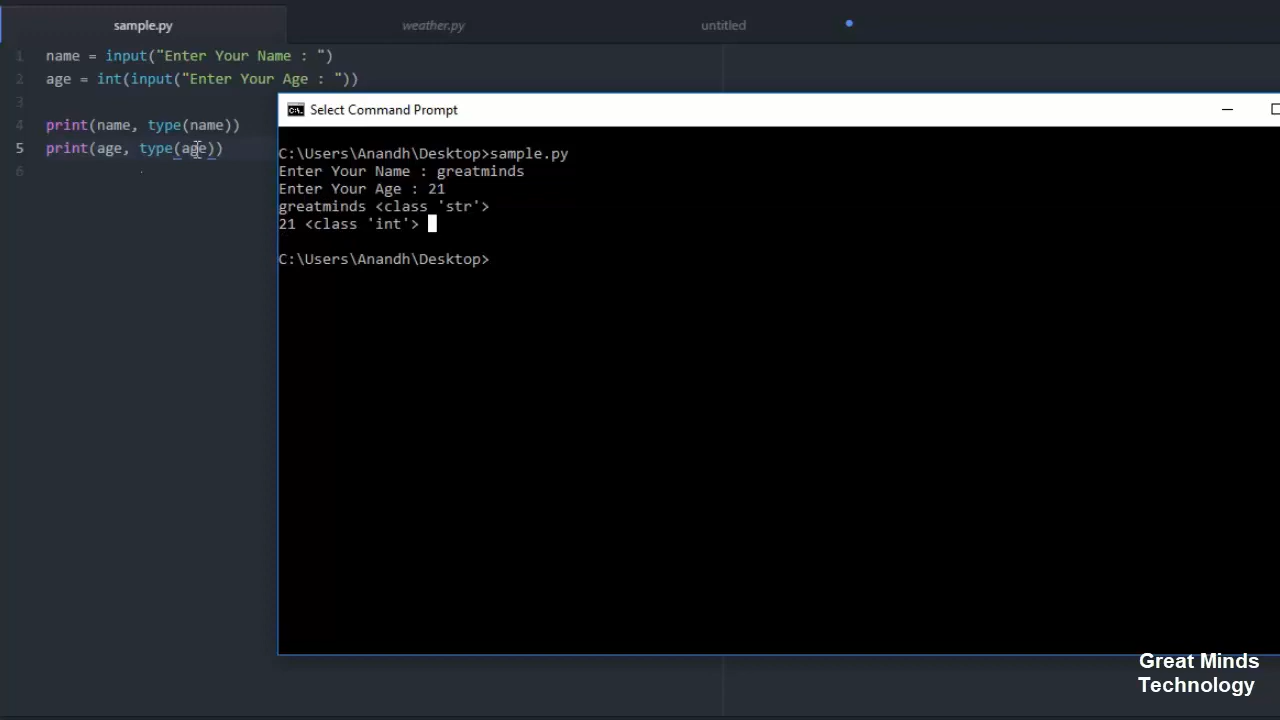 sample.py
weather.py
untitled
1 name = input("Enter Your Name : ")
2 age = int(input("Enter Your Age : "))
3
4 print(name, type(name))
5 print(age, type(age))
6
Select Command Prompt
C:\Users\Anandh\Desktop>sample.py
Enter Your Name : greatminds
Enter Your Age : 21
greatminds <class 'str'>
21 <class 'int'>
C:\Users\Anandh\Desktop>
Great Minds
Technology